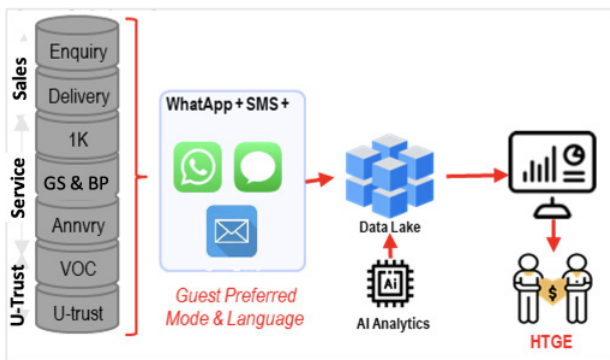 Sales
Service
U-Trust
Enquiry
Delivery
1K
GS & BP
Annvry
VOC
U-trust
WhatApp + SMS +
Guest Preferred
Mode & Language
Data Lake
Ai
AI Analytics
$
HTGE